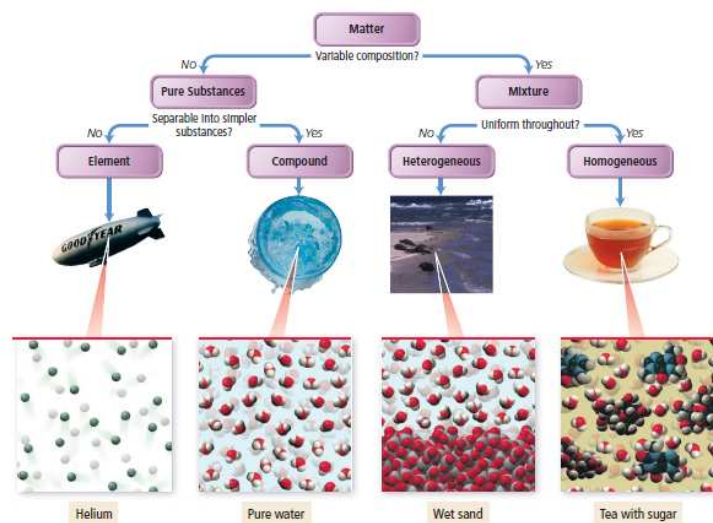 Matter
Variable composition?
No
Yes
Pure Substances
Mixture
Separable into simpler
substances?
Uniform throughout?
No
Yes
No
Yes
Element
Compound
Heterogeneous
Homogeneous
GOODYEAR
Helium
Pure water
Wet sand
Tea with sugar